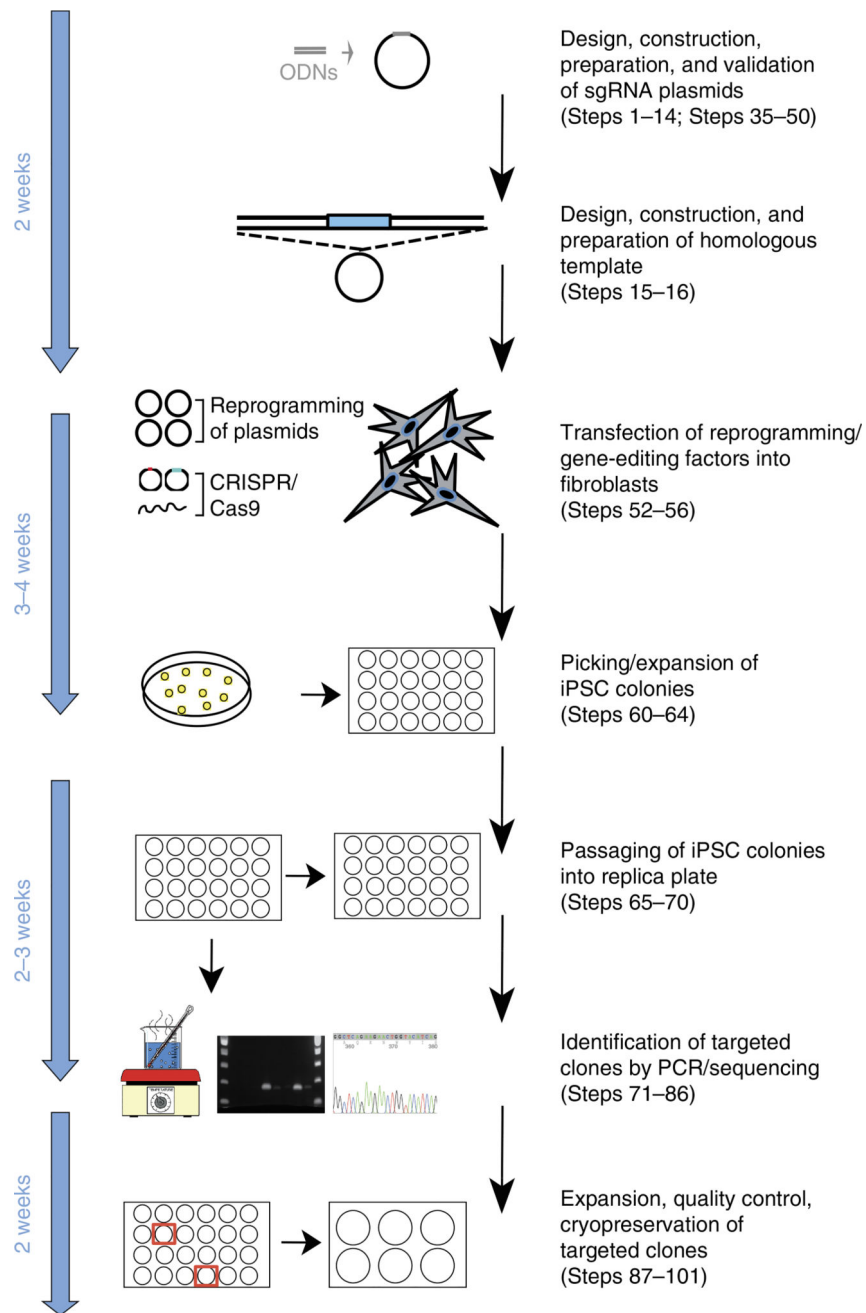 ODNs
Design, construction,
preparation, and validation
of sgRNA plasmids
(Steps 1–14; Steps 35–50)
2 weeks
Design, construction, and
preparation of homologous
template
(Steps 15–16)
Reprogramming
of plasmids
CRISPR/
Cas9
Transfection of reprogramming/
gene-editing factors into
fibroblasts
(Steps 52–56)
3–4 weeks
Picking/expansion of
iPSC colonies
(Steps 60–64)
Passaging of iPSC colonies
into replica plate
(Steps 65–70)
2–3 weeks
Identification of targeted
clones by PCR/sequencing
(Steps 71–86)
2 weeks
Expansion, quality control,
cryopreservation of
targeted clones
(Steps 87–101)